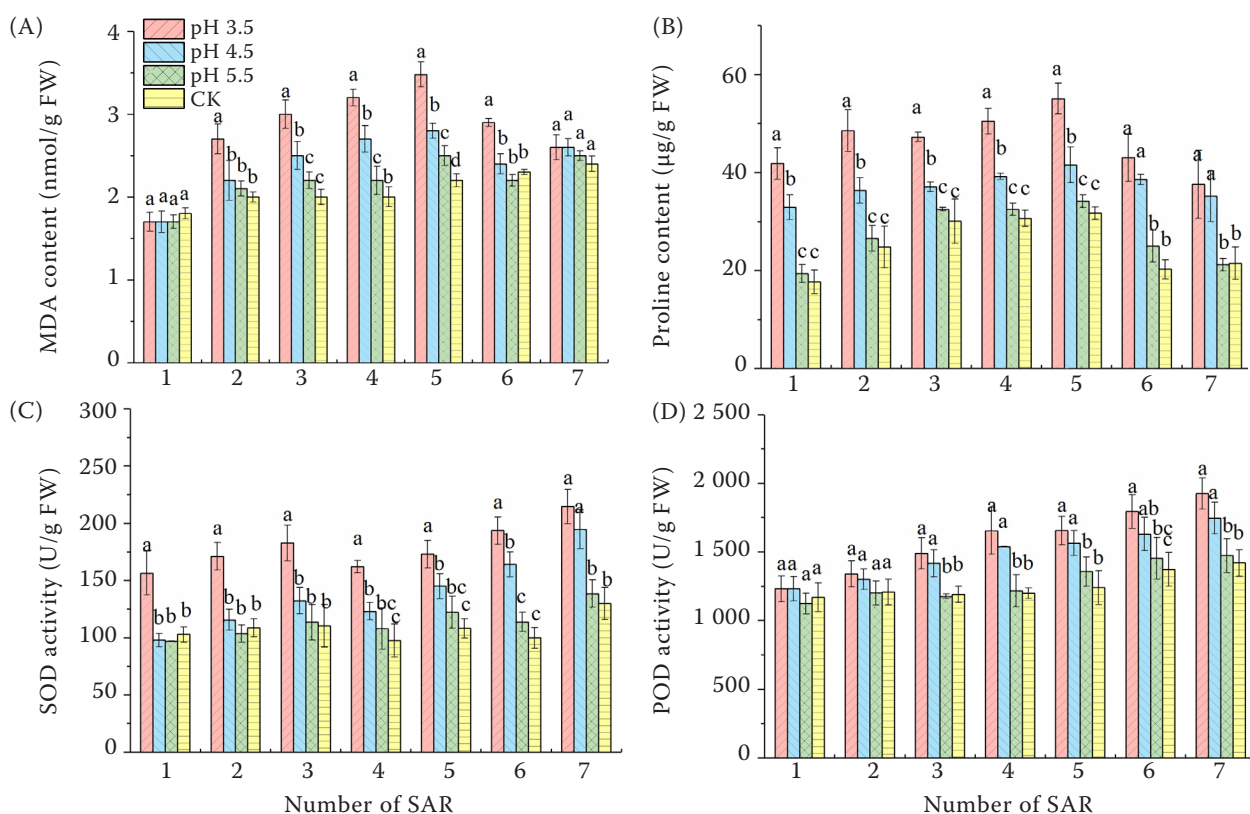 (A)
pH 3.5
pH 4.5
pH 5.5
CK
MDA content (nmol/g FW)
4
3
2
1
0
a a a a
a b b b
a b c c
a b c c
a b c d
a b b b
a a a a
1 2 3 4 5 6 7
(B)
Proline content (µg/g FW)
60
40
20
0
a b c c
a b c c
a b c c
a b c c
a b c c
a a b b
a a b b
1 2 3 4 5 6 7
(C)
SOD activity (U/g FW)
300
250
200
150
100
50
0
a b b b
a b b b
a b b b
a b bc c
a b bc c
a b c c
a a b b
1 2 3 4 5 6 7
Number of SAR
(D)
POD activity (U/g FW)
2 500
2 000
1 500
1 000
500
0
a a a a
a a a a
a a b b
a a b b
a a b b
a ab bc c
a a b b
1 2 3 4 5 6 7
Number of SAR